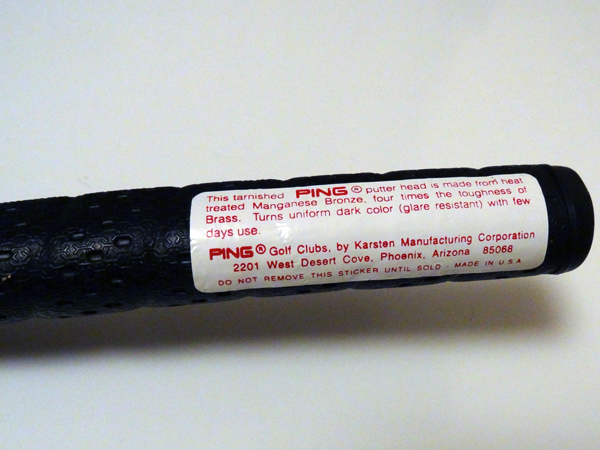 This tarnished PING® putter head is made from heat
treated Manganese Bronze, four times the toughness of
Brass. Turns uniform dark color (glare resistant) with few
days use.
PING® Golf Clubs, by Karsten Manufacturing Corporation
2201 West Desert Cove, Phoenix, Arizona 85068
DO NOT REMOVE THIS STICKER UNTIL SOLD · MADE IN U.S.A.